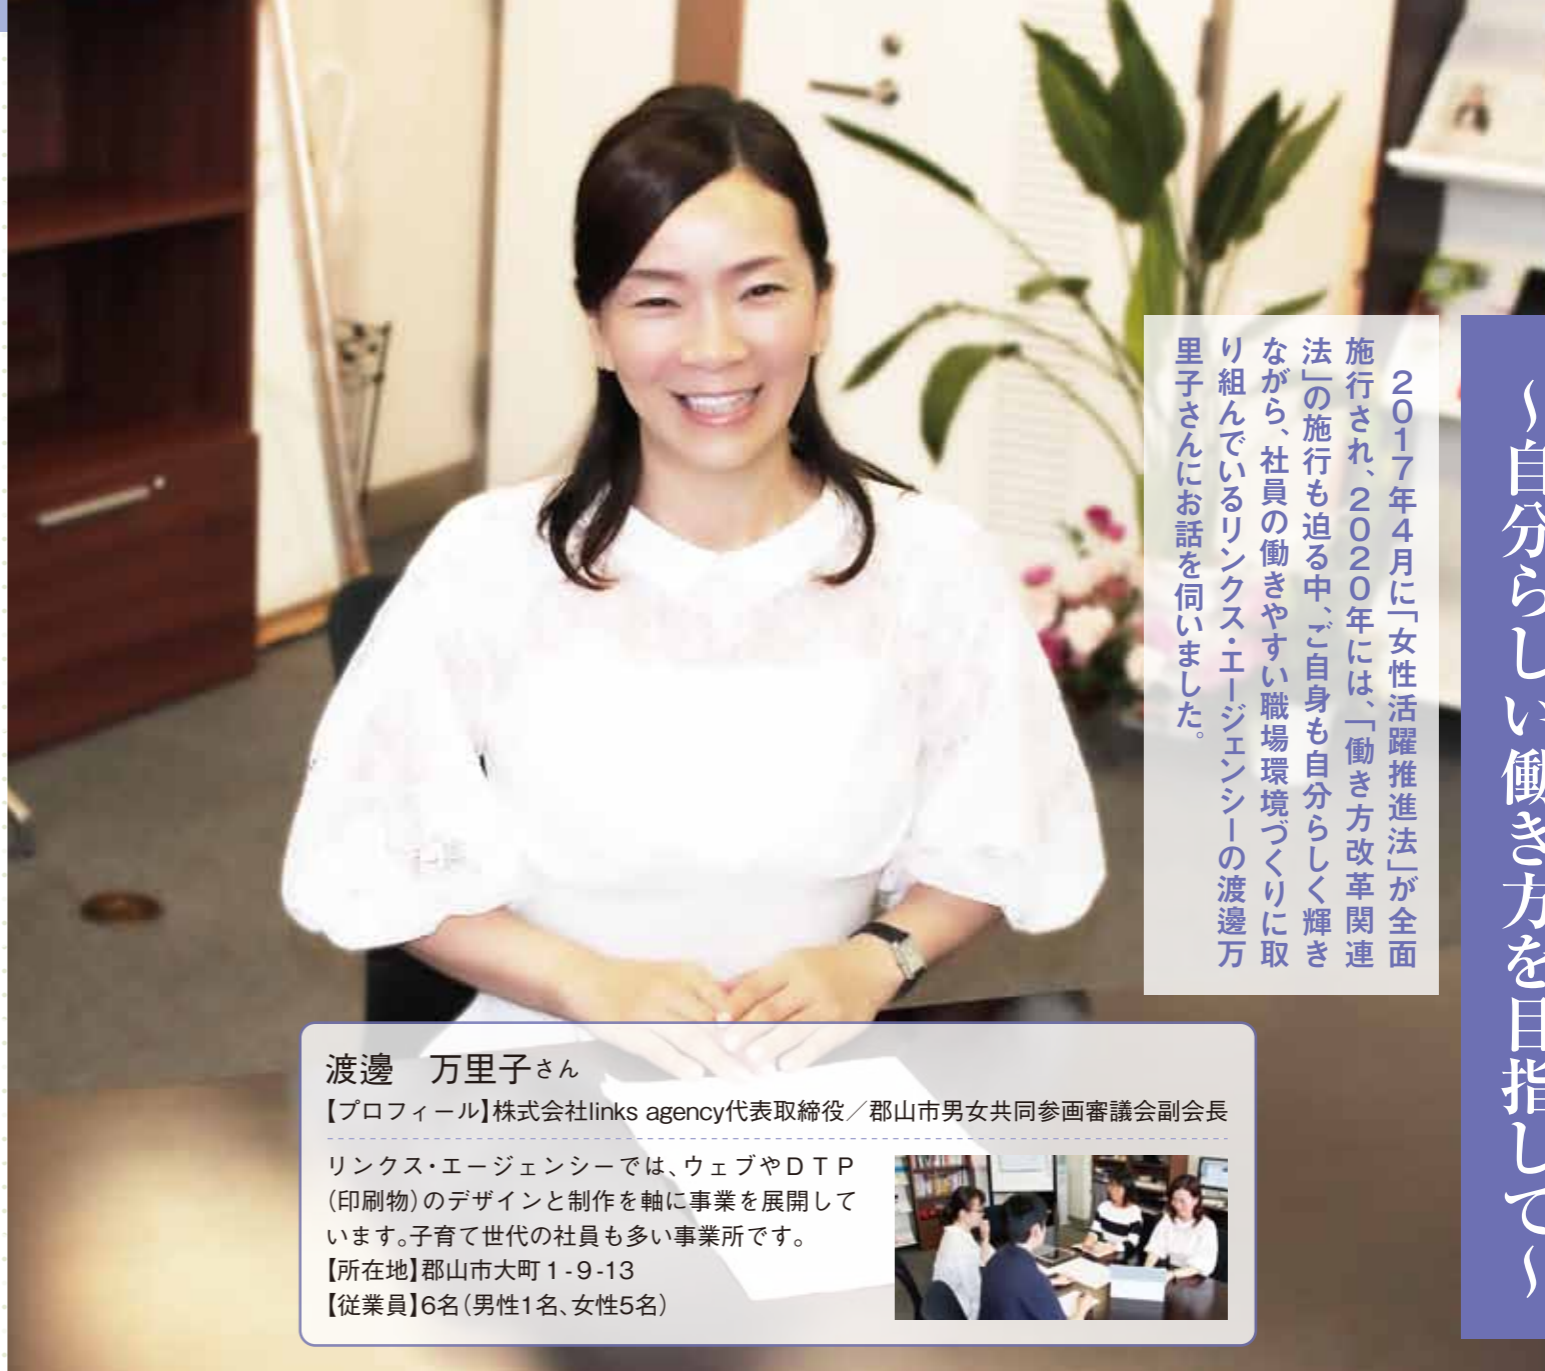 ～自分らしい働き方を目指して～
２０１７年４月に「女性活躍推進法」が全面
施行され、２０２０年には、「働き方改革関連
法」の施行も迫る中、ご自身も自分らしく輝き
ながら、社員の働きやすい職場環境づくりに取
り組んでいるリンクス・エージェンシーの渡邊万
里子さんにお話を伺いました。
渡邊　万里子さん
【プロフィール】株式会社links agency代表取締役／郡山市男女共同参画審議会副会長
リンクス・エージェンシーでは、ウェブやＤＴＰ
（印刷物）のデザインと制作を軸に事業を展開して
います。子育て世代の社員も多い事業所です。
【所在地】郡山市大町１-９-13
【従業員】6名（男性1名、女性5名）